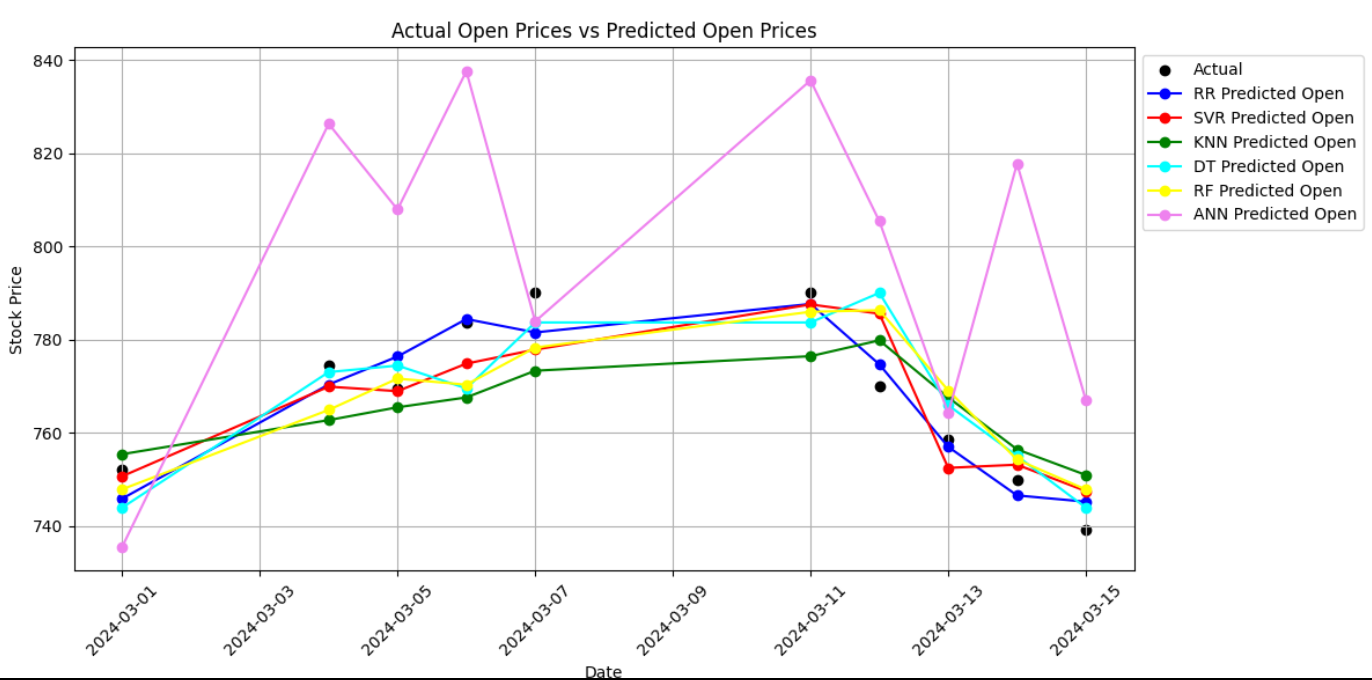 Actual Open Prices vs Predicted Open Prices
840
820
800
780
760
740
Stock Price
2024-03-01
2024-03-03
2024-03-05
2024-03-07
2024-03-09
2024-03-11
2024-03-13
2024-03-15
Date
Actual
RR Predicted Open
SVR Predicted Open
KNN Predicted Open
DT Predicted Open
RF Predicted Open
ANN Predicted Open